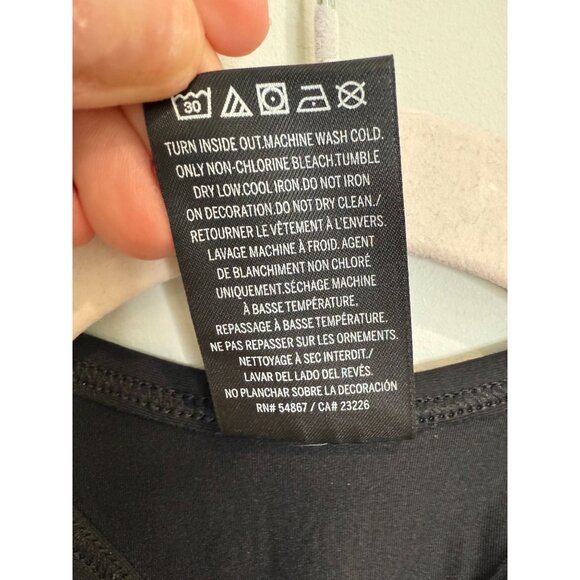 30
TURN INSIDE OUT.MACHINE WASH COLD.
ONLY NON-CHLORINE BLEACH.TUMBLE
DRY LOW.COOL IRON.DO NOT IRON
ON DECORATION.DO NOT DRY CLEAN./
RETOURNER LE VÊTEMENT À L'ENVERS.
LAVAGE MACHINE À FROID. AGENT
DE BLANCHIMENT NON CHLORÉ
UNIQUEMENT.SÉCHAGE MACHINE
À BASSE TEMPÉRATURE.
REPASSAGE À BASSE TEMPÉRATURE.
NE PAS REPASSER SUR LES ORNEMENTS.
NETTOYAGE À SEC INTERDIT./
LAVAR DEL LADO DEL REVÉS.
NO PLANCHAR SOBRE LA DECORACIÓN
RN# 54867 / CA# 23226